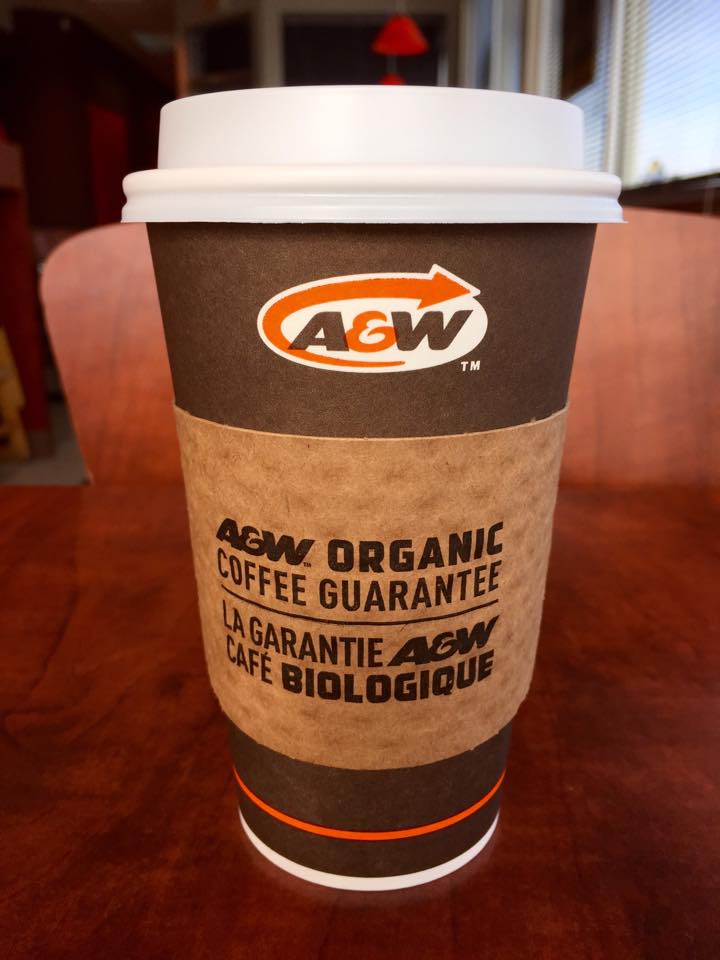 A&W
TM
A&W™ ORGANIC
COFFEE GUARANTEE
LA GARANTIE A&W
CAFÉ BIOLOGIQUE